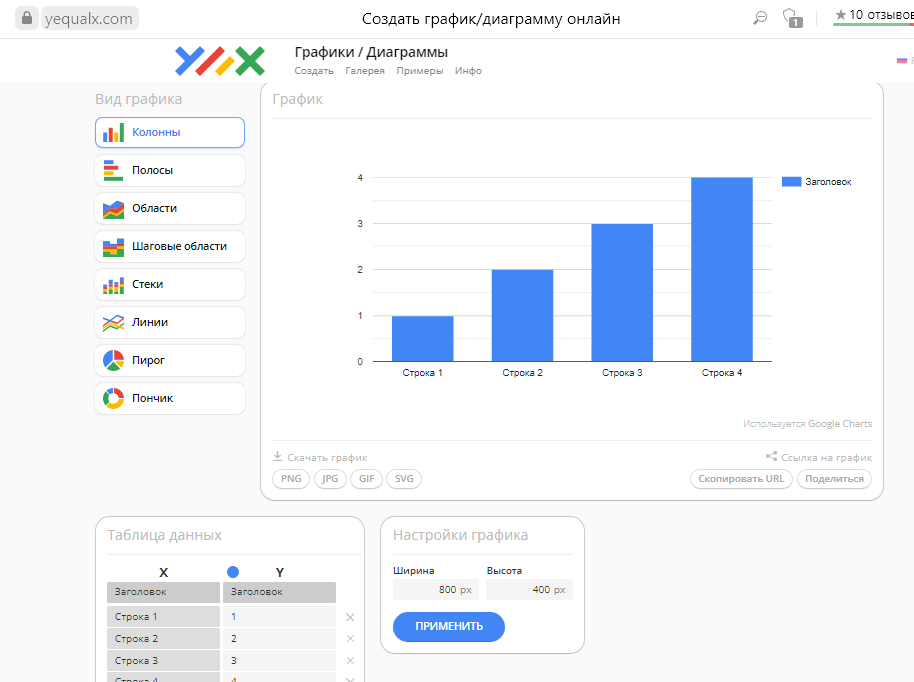 yequalx.com Создать график/диаграмму онлайн 1 10 отзывов
Графики / Диаграммы
Создать Галерея Примеры Инфо
Вид графика
Колонны
Полосы
Области
Шаговые области
Стеки
Линии
Пирог
Пончик
График
4
3
2
1
0
Строка 1 Строка 2 Строка 3 Строка 4
Заголовок
Используется Google Charts
Скачать график
PNG JPG GIF SVG
Ссылка на график
Скопировать URL Поделиться
Таблица данных
X Y
Заголовок Заголовок
Строка 1 1
Строка 2 2
Строка 3 3
Строка 4 4
Настройки графика
Ширина Высота
800 px 400 px
ПРИМЕНИТЬ